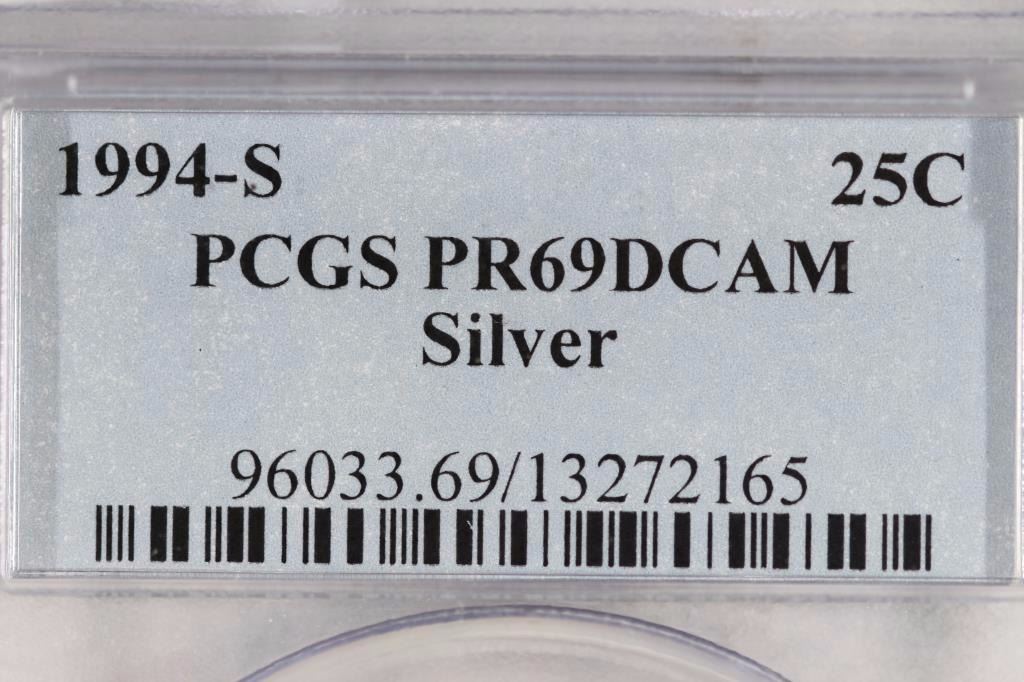 1994-S 25C
PCGS PR69DCAM
Silver
96033.69/13272165